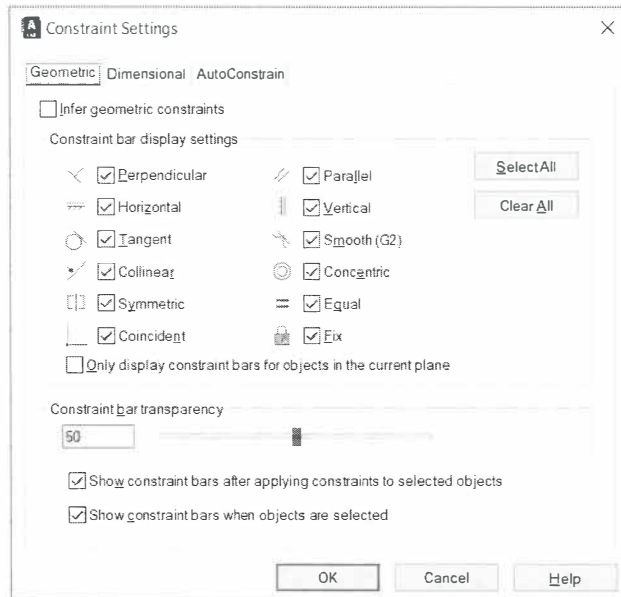 Constraint Settings
Geometric Dimensional AutoConstrain
Infer geometric constraints
Constraint bar display settings
Perpendicular Parallel Select All
Horizontal Vertical Clear All
Tangent Smooth (G2)
Collinear Concentric
Symmetric Equal
Coincident Fix
Only display constraint bars for objects in the current plane
Constraint bar transparency
50
Show constraint bars after applying constraints to selected objects
Show constraint bars when objects are selected
OK Cancel Help